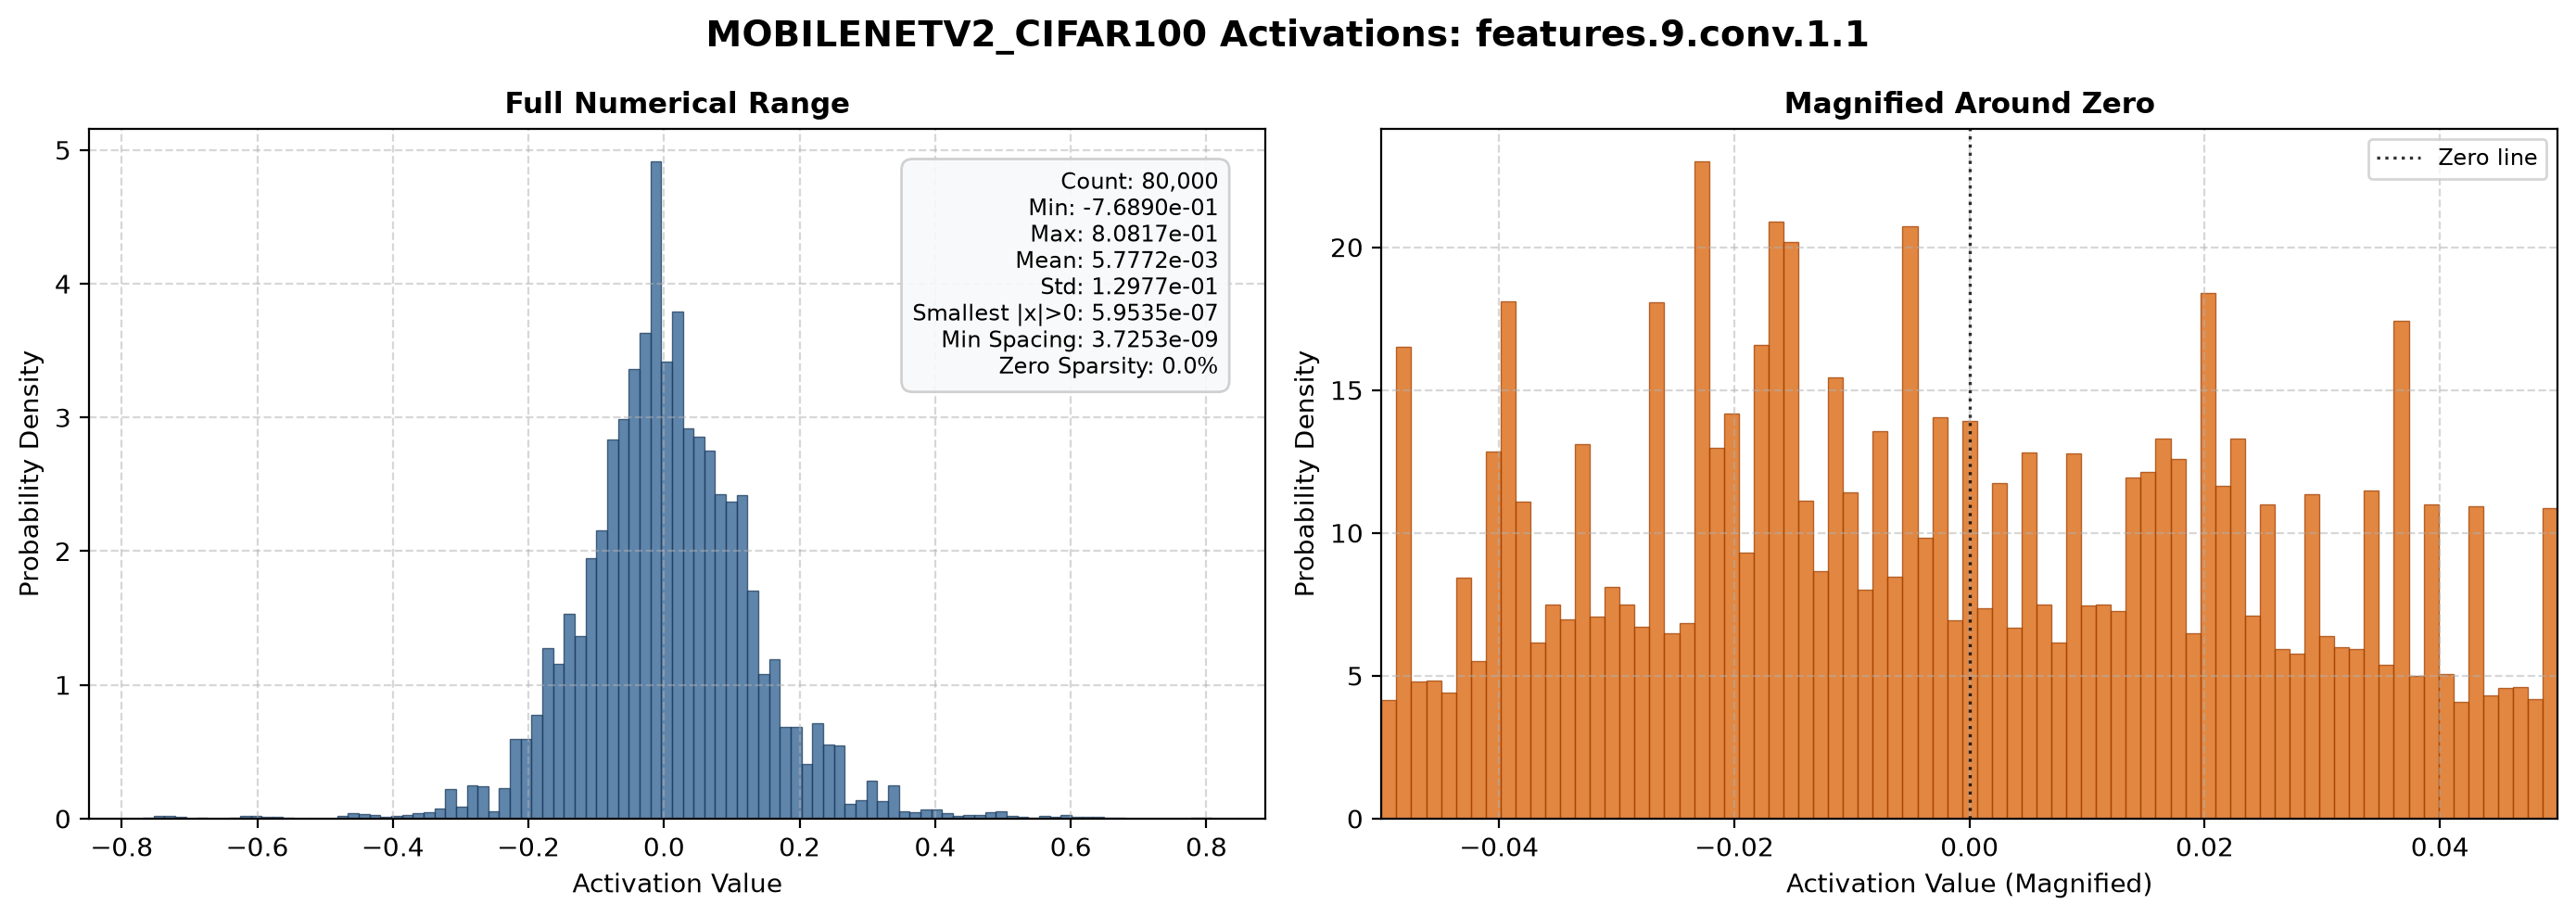 MOBILENETV2_CIFAR100 Activations: features.9.conv.1.1
Full Numerical Range
Probability Density
5
4
3
2
1
0
Count: 80,000
Min: -7.6890e-01
Max: 8.0817e-01
Mean: 5.7772e-03
Std: 1.2977e-01
Smallest |x|>0: 5.9535e-07
Min Spacing: 3.7253e-09
Zero Sparsity: 0.0%
−0.8 −0.6 −0.4 −0.2 0.0 0.2 0.4 0.6 0.8
Activation Value
Magnified Around Zero
Probability Density
20
15
10
5
0
Zero line
−0.04 −0.02 0.00 0.02 0.04
Activation Value (Magnified)